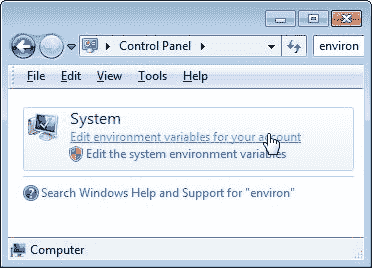 Control Panel
environ
File Edit View Tools Help
System
Edit environment variables for your account
Edit the system environment variables
Search Windows Help and Support for "environ"
Computer